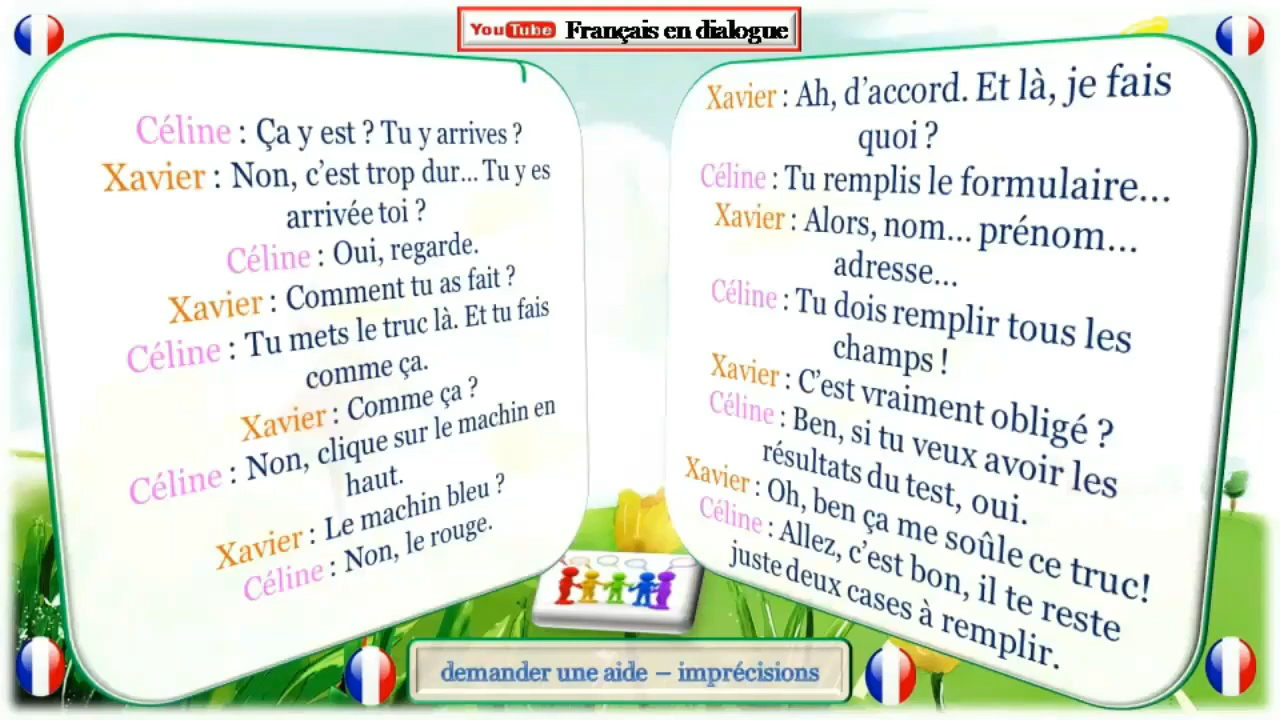 YouTube Français en dialogue
Céline : Ça y est ? Tu y arrives ?
Xavier : Non, c'est trop dur... Tu y es
arrivée toi ?
Céline : Oui, regarde.
Xavier : Comment tu as fait ?
Céline : Tu mets le truc là. Et tu fais
comme ça.
Xavier : Comme ça ?
Céline : Non, clique sur le machin en
haut.
Xavier : Le machin bleu ?
Céline : Non, le rouge.
Xavier : Ah, d'accord. Et là, je fais
quoi ?
Céline : Tu remplis le formulaire...
Xavier : Alors, nom... prénom...
adresse...
Céline : Tu dois remplir tous les
champs !
Xavier : C'est vraiment obligé ?
Céline : Ben, si tu veux avoir les
résultats du test, oui.
Xavier : Oh, ben ça me soûle ce truc!
Céline : Allez, c'est bon, il te reste
juste deux cases à remplir.
demander une aide – imprécisions